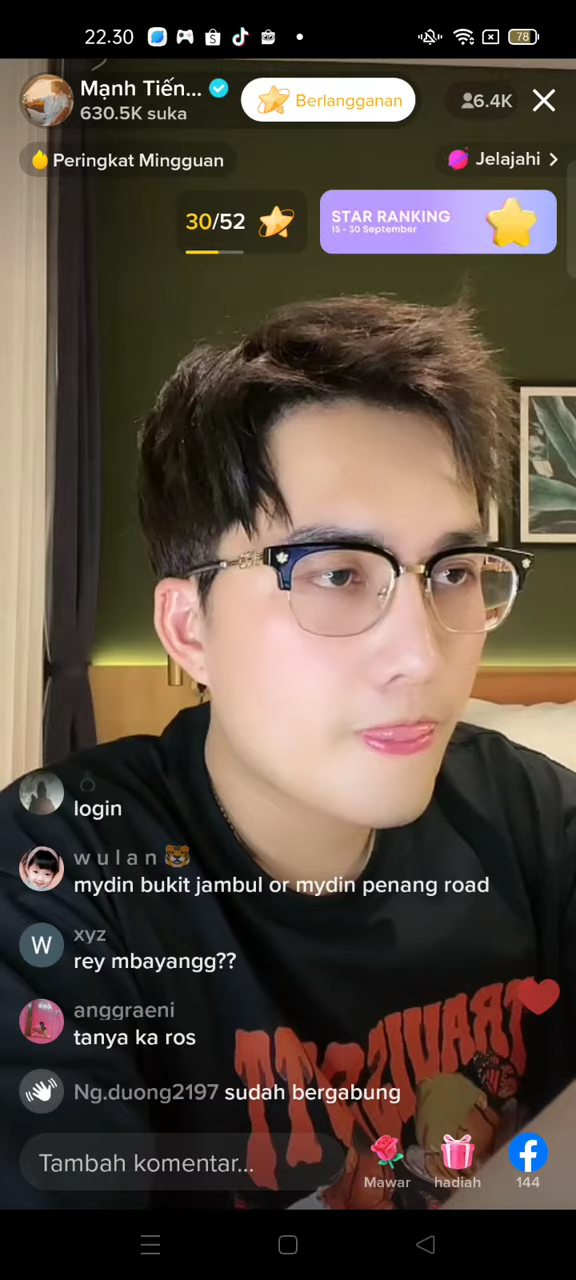 22.30
78
Mạnh Tiến...
630.5K suka
Berlangganan
6.4K
Peringkat Mingguan
Jelajahi >
30/52
STAR RANKING
15 - 30 September
login
w u l a n 🐯
mydin bukit jambul or mydin penang road
W
xyz
rey mbayangg??
anggraeni
tanya ka ros
Ng.duong2197 sudah bergabung
TRAVIS SCOTT
Tambah komentar...
Mawar
hadiah
144